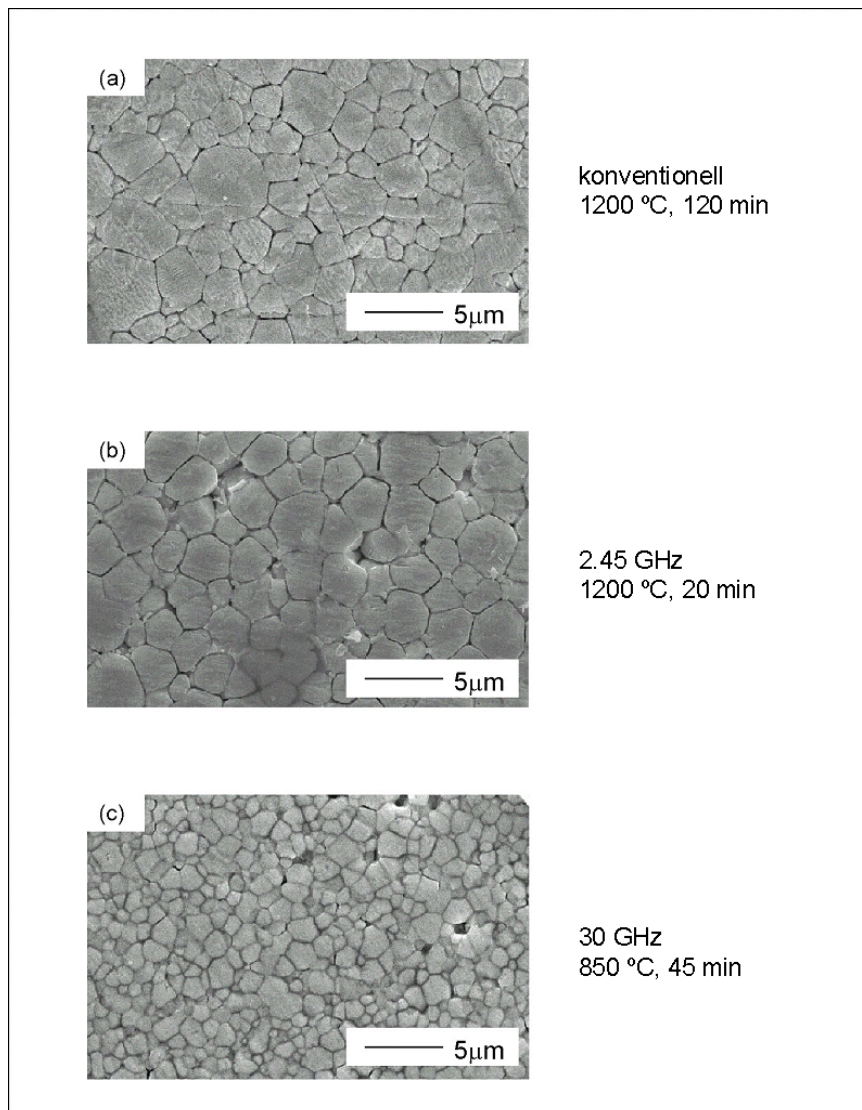 (a)
konventionell
1200 ºC, 120 min
5μm
(b)
2.45 GHz
1200 ºC, 20 min
5μm
(c)
30 GHz
850 ºC, 45 min
5μm